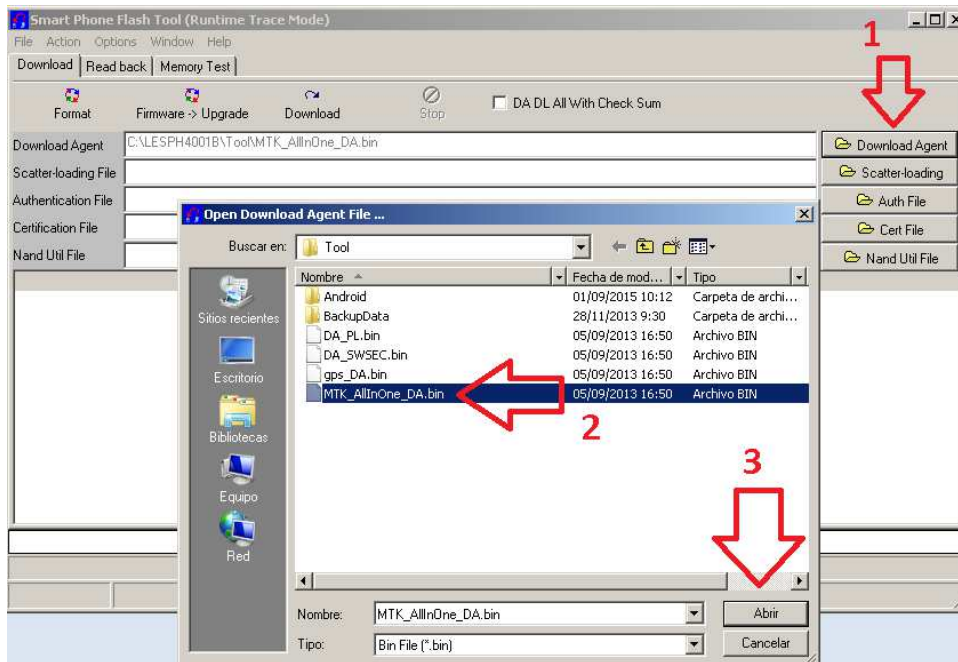 Smart Phone Flash Tool (Runtime Trace Mode)
1
File Action Options Window Help
Download Read back Memory Test
Format Firmware -> Upgrade Download Stop DA DL All With Check Sum
Download Agent C:\LESPH4001B\Tool\MTK_AllInOne_DA.bin Download Agent
Scatter-loading File Scatter-loading
Authentication File Auth File
Certification File Cert File
Nand Util File Nand Util File
Open Download Agent File ...
Buscar en: Tool
Nombre Fecha de mod... Tipo
Android 01/09/2015 10:12 Carpeta de archi...
BackupData 28/11/2013 9:30 Carpeta de archi...
DA_PL.bin 05/09/2013 16:50 Archivo BIN
DA_SWSEC.bin 05/09/2013 16:50 Archivo BIN
gps_DA.bin 05/09/2013 16:50 Archivo BIN
MTK_AllInOne_DA.bin 05/09/2013 16:50 Archivo BIN
Sitios recientes
Escritorio
Bibliotecas
Equipo
Red
2
3
Nombre: MTK_AllInOne_DA.bin Abrir
Tipo: Bin File (*.bin) Cancelar